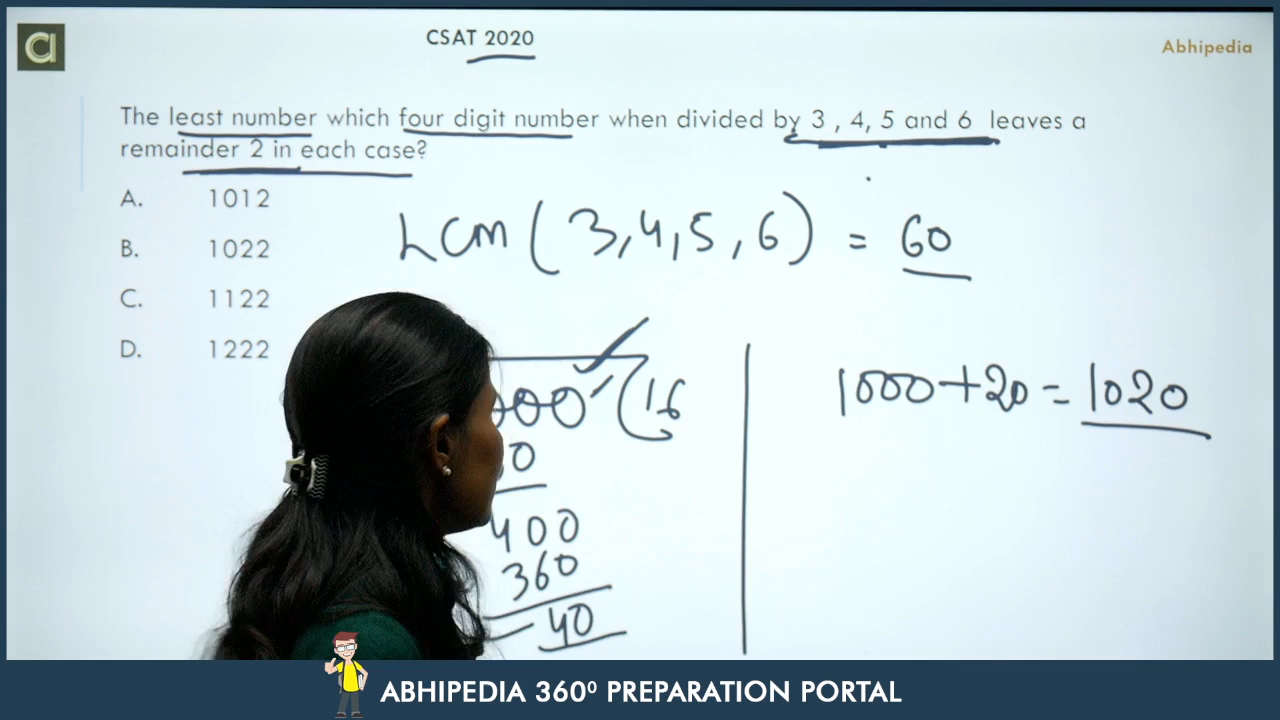 CSAT 2020
Abhipedia
The least number which four digit number when divided by 3 , 4, 5 and 6 leaves a
remainder 2 in each case?
A. 1012
B. 1022
C. 1122
D. 1222
LCM ( 3, 4, 5, 6 ) = 60
16
1000+20=1020
400
360
40
ABHIPEDIA 360⁰ PREPARATION PORTAL